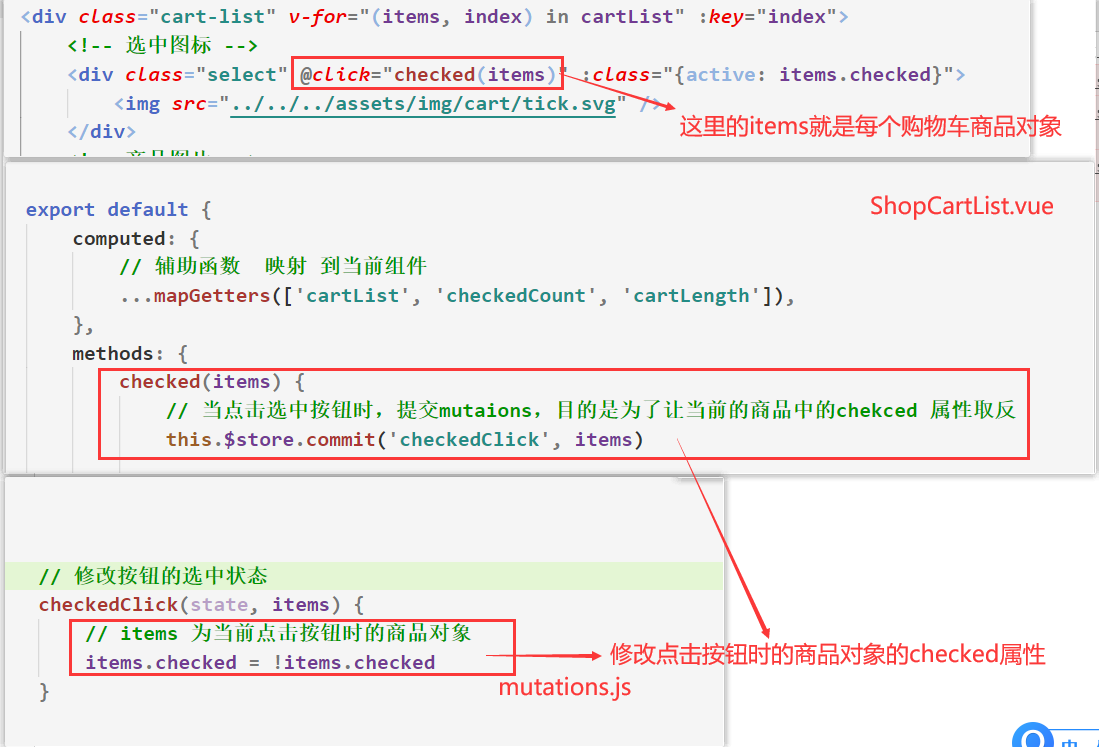 <div class="cart-list" v-for="(items, index) in cartList" :key="index">
<!-- 选中图标 -->
<div class="select" @click="checked(items)" :class="{active: items.checked}">
<img src="../../../assets/img/cart/tick.svg" />
这里的items就是每个购物车商品对象
</div>
export default {
ShopCartList.vue
computed: {
// 辅助函数 映射 到当前组件
...mapGetters(['cartList', 'checkedCount', 'cartLength']),
},
methods: {
checked(items) {
// 当点击选中按钮时，提交mutaions，目的是为了让当前的商品中的chekced 属性取反
this.$store.commit('checkedClick', items)
// 修改按钮的选中状态
checkedClick(state, items) {
// items 为当前点击按钮时的商品对象
items.checked = !items.checked
修改点击按钮时的商品对象的checked属性
}
mutations.js